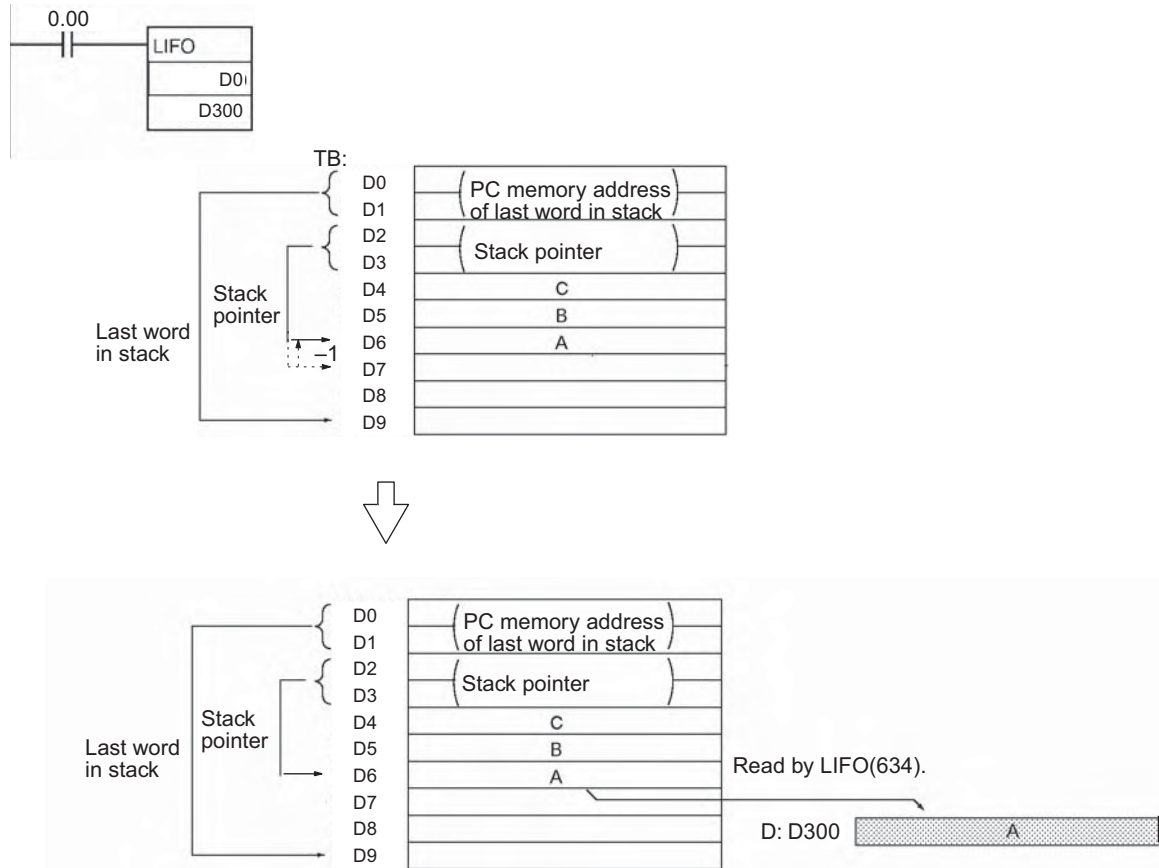 0.00
LIFO
D0
D300
TB:
D0
D1
D2
D3
D4
D5
D6
D7
D8
D9
PC memory address
of last word in stack
Stack pointer
C
B
A
Stack
pointer
Last word
in stack
–1
D0
D1
D2
D3
D4
D5
D6
D7
D8
D9
PC memory address
of last word in stack
Stack pointer
C
B
A
Stack
pointer
Last word
in stack
Read by LIFO(634).
D: D300
A